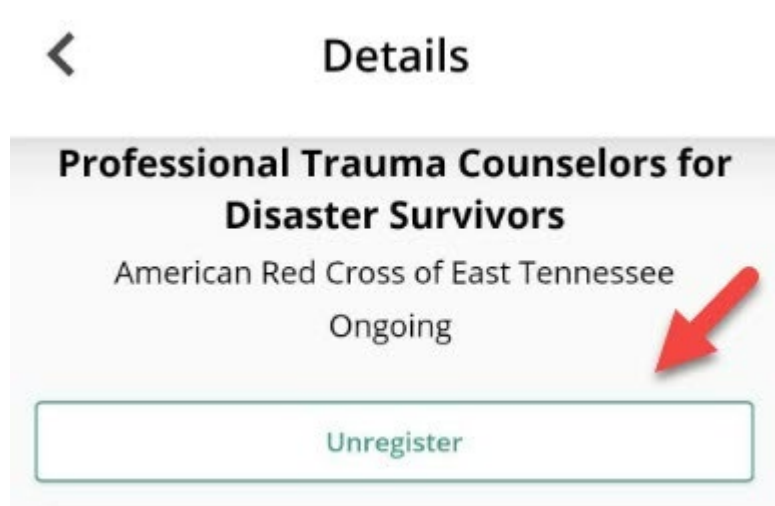 Details
Professional Trauma Counselors for
Disaster Survivors
American Red Cross of East Tennessee
Ongoing
Unregister